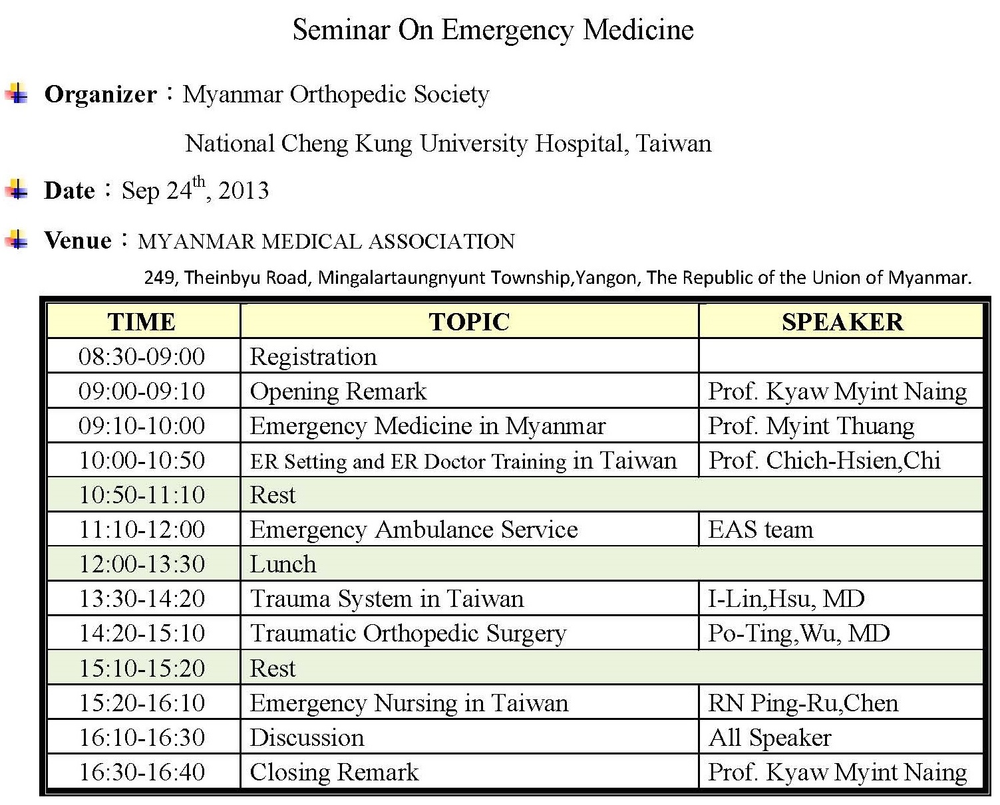 Seminar On Emergency Medicine
Organizer：Myanmar Orthopedic Society
National Cheng Kung University Hospital, Taiwan
Date：Sep 24th, 2013
Venue：MYANMAR MEDICAL ASSOCIATION
249, Theinbyu Road, Mingalartaungnyunt Township,Yangon, The Republic of the Union of Myanmar.
TIME TOPIC SPEAKER
08:30-09:00 Registration
09:00-09:10 Opening Remark Prof. Kyaw Myint Naing
09:10-10:00 Emergency Medicine in Myanmar Prof. Myint Thuang
10:00-10:50 ER Setting and ER Doctor Training in Taiwan Prof. Chich-Hsien,Chi
10:50-11:10 Rest
11:10-12:00 Emergency Ambulance Service EAS team
12:00-13:30 Lunch
13:30-14:20 Trauma System in Taiwan I-Lin,Hsu, MD
14:20-15:10 Traumatic Orthopedic Surgery Po-Ting,Wu, MD
15:10-15:20 Rest
15:20-16:10 Emergency Nursing in Taiwan RN Ping-Ru,Chen
16:10-16:30 Discussion All Speaker
16:30-16:40 Closing Remark Prof. Kyaw Myint Naing